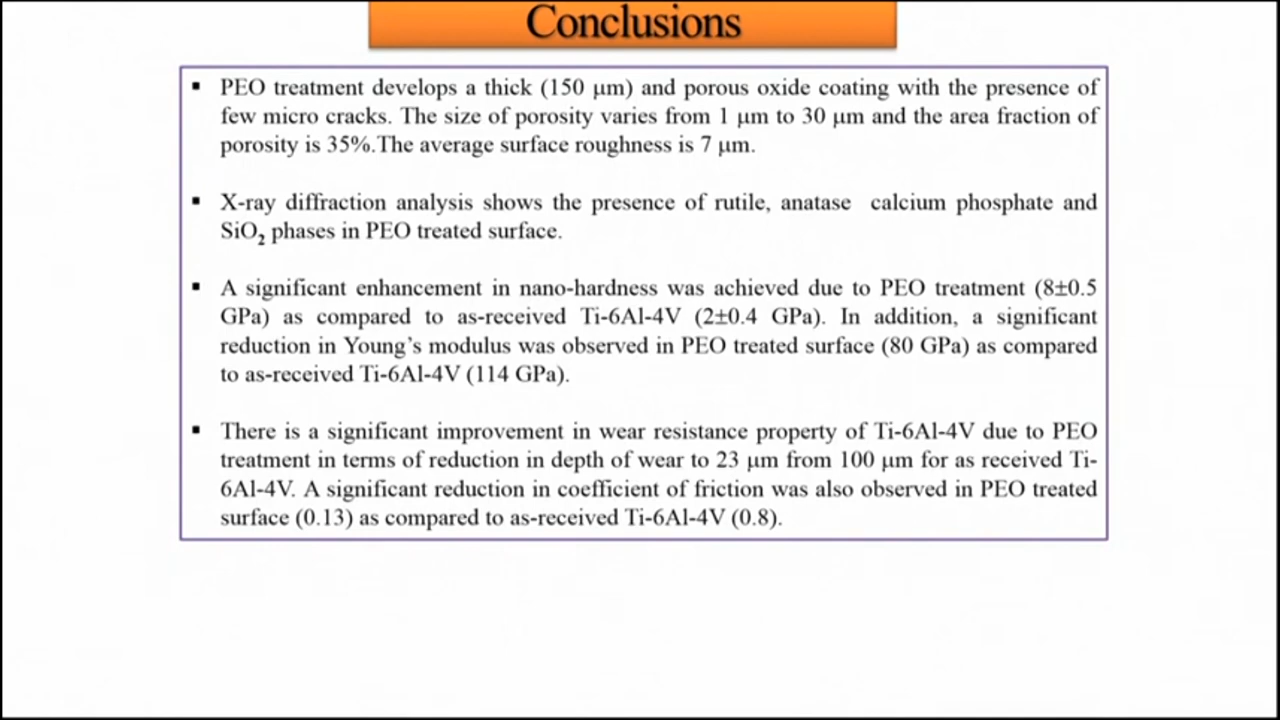 Conclusions
▪ PEO treatment develops a thick (150 μm) and porous oxide coating with the presence of
few micro cracks. The size of porosity varies from 1 μm to 30 μm and the area fraction of
porosity is 35%.The average surface roughness is 7 μm.
▪ X-ray diffraction analysis shows the presence of rutile, anatase  calcium phosphate and
SiO₂ phases in PEO treated surface.
▪ A significant enhancement in nano-hardness was achieved due to PEO treatment (8±0.5
GPa) as compared to as-received Ti-6Al-4V (2±0.4 GPa). In addition, a significant
reduction in Young’s modulus was observed in PEO treated surface (80 GPa) as compared
to as-received Ti-6Al-4V (114 GPa).
▪ There is a significant improvement in wear resistance property of Ti-6Al-4V due to PEO
treatment in terms of reduction in depth of wear to 23 μm from 100 μm for as received Ti-
6Al-4V. A significant reduction in coefficient of friction was also observed in PEO treated
surface (0.13) as compared to as-received Ti-6Al-4V (0.8).